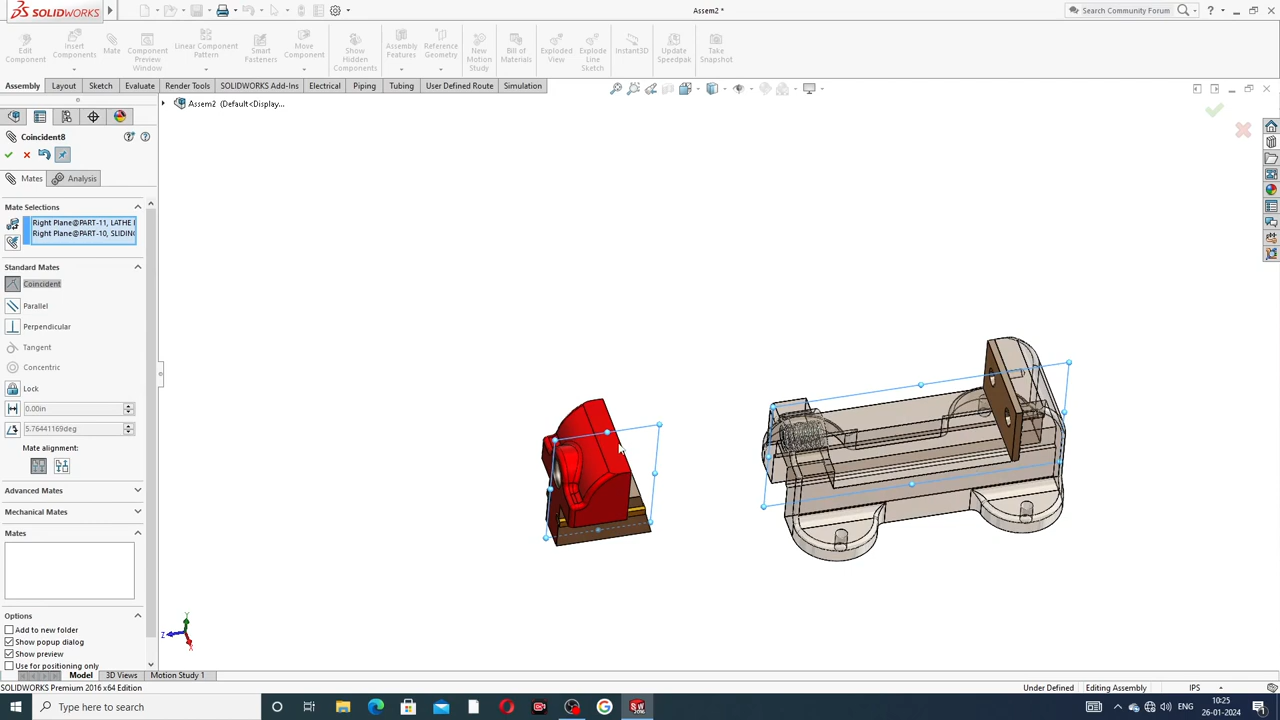 SOLIDWORKS
Assem2 *
Search Community Forum
Edit Component
Insert Components
Mate
Component Preview Window
Linear Component Pattern
Smart Fasteners
Move Component
Show Hidden Components
Assembly Features
Reference Geometry
New Motion Study
Bill of Materials
Exploded View
Explode Line Sketch
Instant3D
Update Speedpak
Take Snapshot
Assembly Layout Sketch Evaluate Render Tools SOLIDWORKS Add-Ins Electrical Piping Tubing User Defined Route Simulation
Assem2 (Default<Display...
Coincident8
Mates Analysis
Mate Selections
Right Plane@PART-11, LATHE
Right Plane@PART-10, SLIDING
Standard Mates
Coincident
Parallel
Perpendicular
Tangent
Concentric
Lock
0.00in
5.76441169deg
Mate alignment:
Advanced Mates
Mechanical Mates
Mates
Options
Add to new folder
Show popup dialog
Show preview
Use for positioning only
Y
Z
X
Model 3D Views Motion Study 1
SOLIDWORKS Premium 2016 x64 Edition
Under Defined Editing Assembly IPS
Type here to search
10:25
26-01-2024